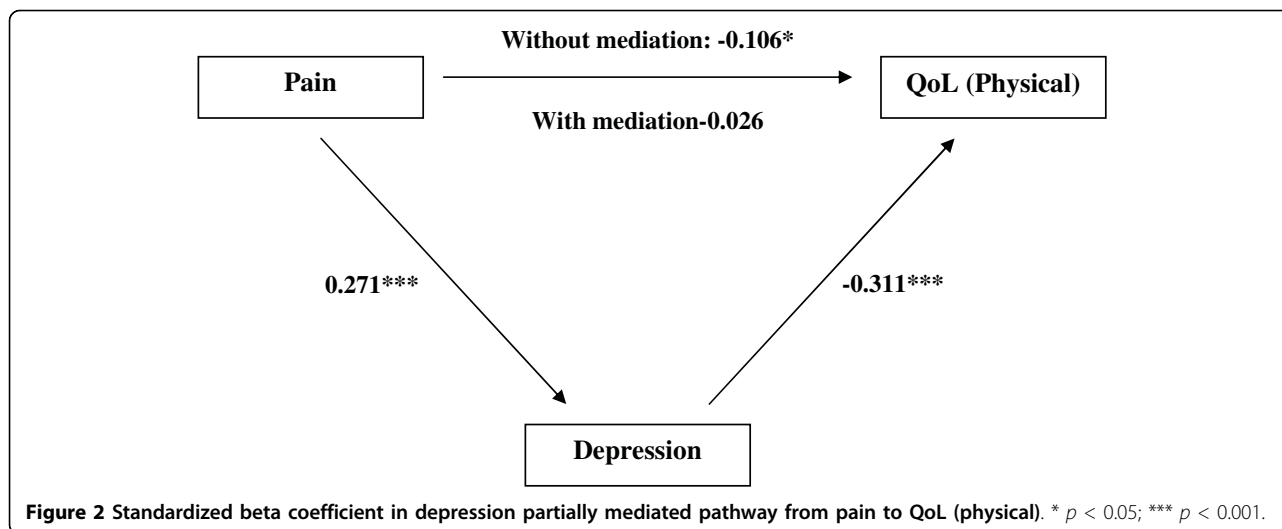 Without mediation: -0.106*
Pain
QoL (Physical)
With mediation-0.026
0.271***
-0.311***
Depression
Figure 2 Standardized beta coefficient in depression partially mediated pathway from pain to QoL (physical). * p < 0.05; *** p < 0.001.